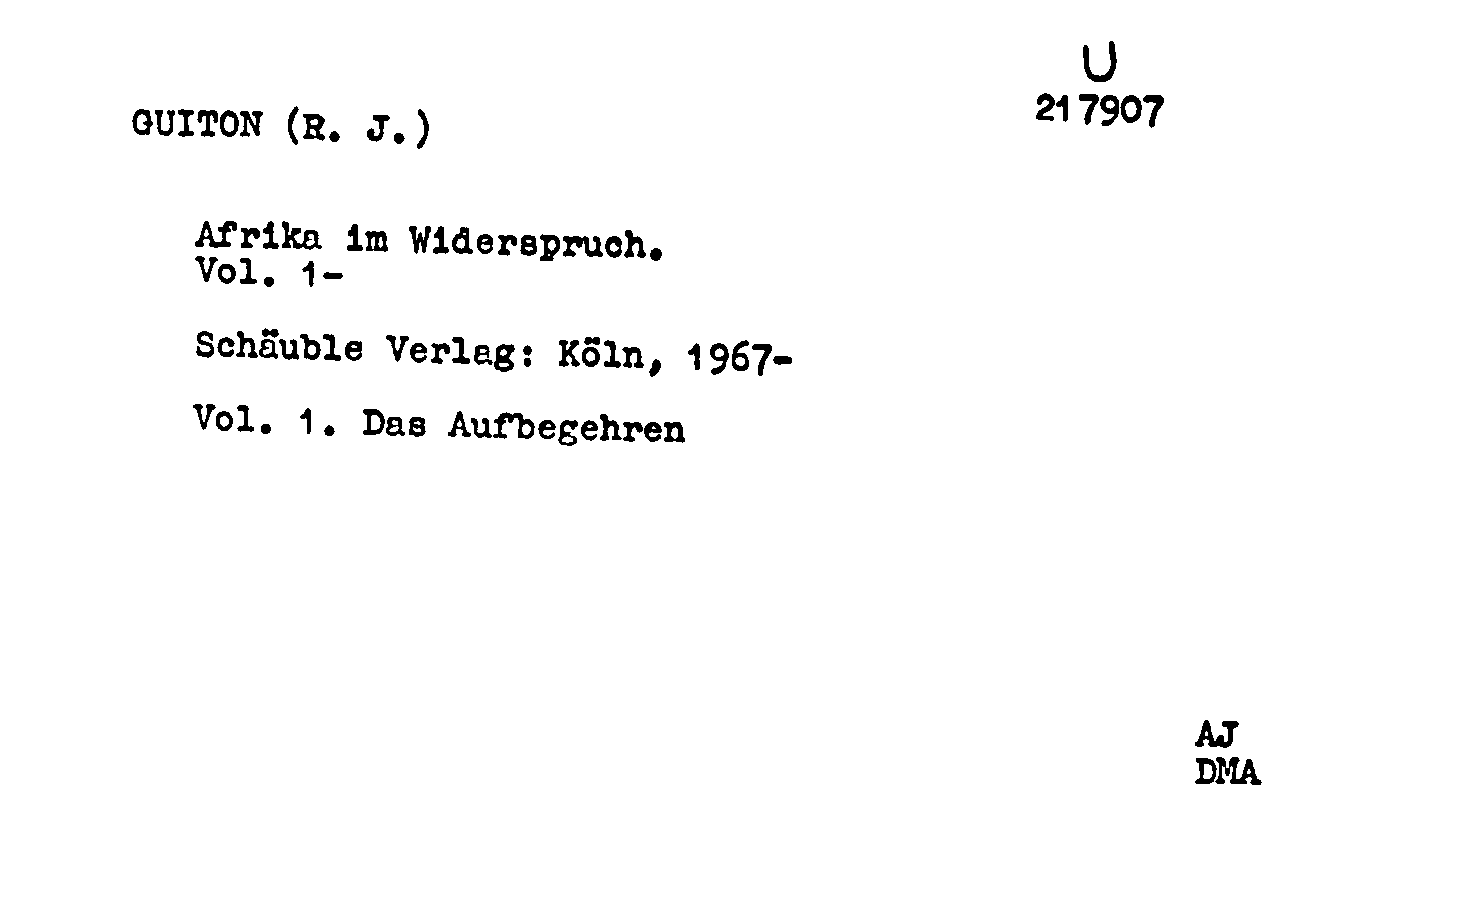 U
217907
GUITON (R. J.)
Afrika im Widerspruch.
Vol. 1-
Schäuble Verlag: Köln, 1967-
Vol. 1. Das Aufbegehren
AJ
DMA